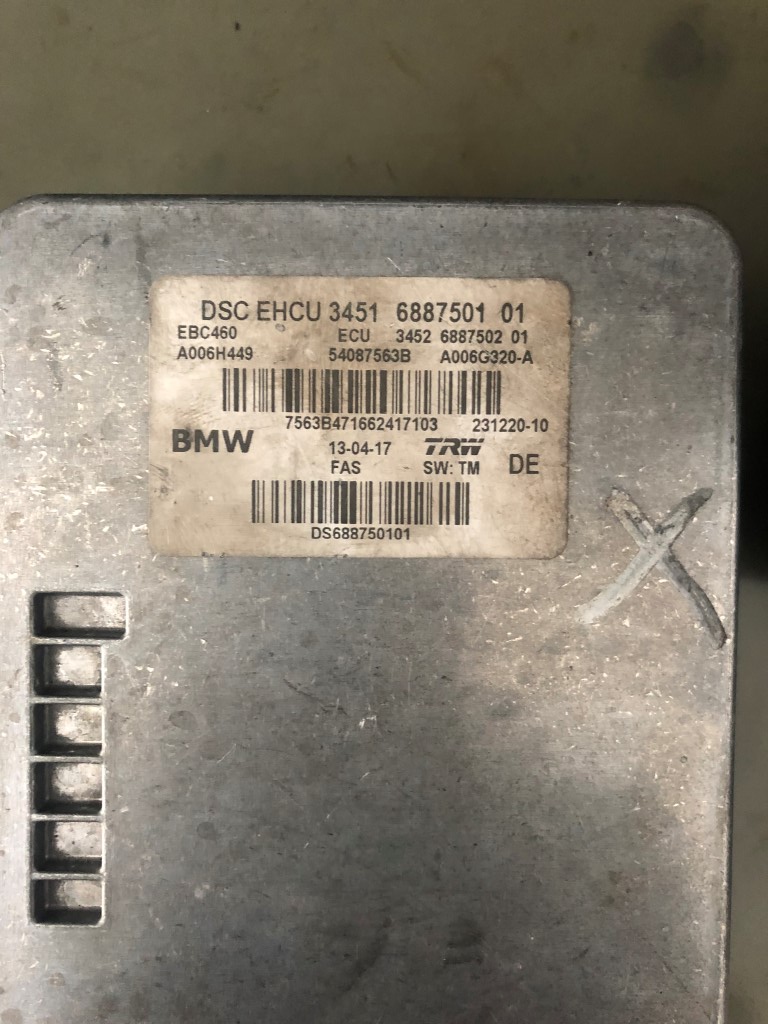 DSC EHCU 3451 6887501 01
EBC460 ECU 3452 6887502 01
A006H449 54087563B A006G320-A
7563B471662417103 231220-10
BMW 13-04-17 TRW
FAS SW: TM DE
DS688750101
X